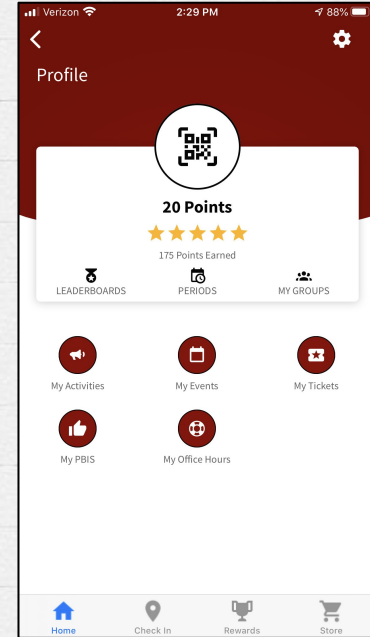 Verizon 2:29 PM 88%
Profile
20 Points
175 Points Earned
LEADERBOARDS PERIODS MY GROUPS
My Activities My Events My Tickets
My PBIS My Office Hours
Home Check In Rewards Store